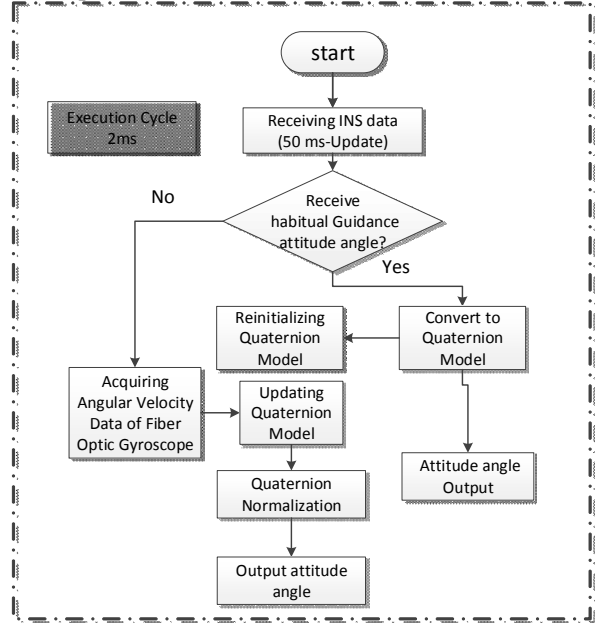 start
Execution Cycle
2ms
Receiving INS data
(50 ms-Update)
Receive
habitual Guidance
attitude angle?
No
Yes
Reinitializing
Quaternion
Model
Convert to
Quaternion
Model
Acquiring
Angular Velocity
Data of Fiber
Optic Gyroscope
Updating
Quaternion
Model
Attitude angle
Output
Quaternion
Normalization
Output attitude
angle